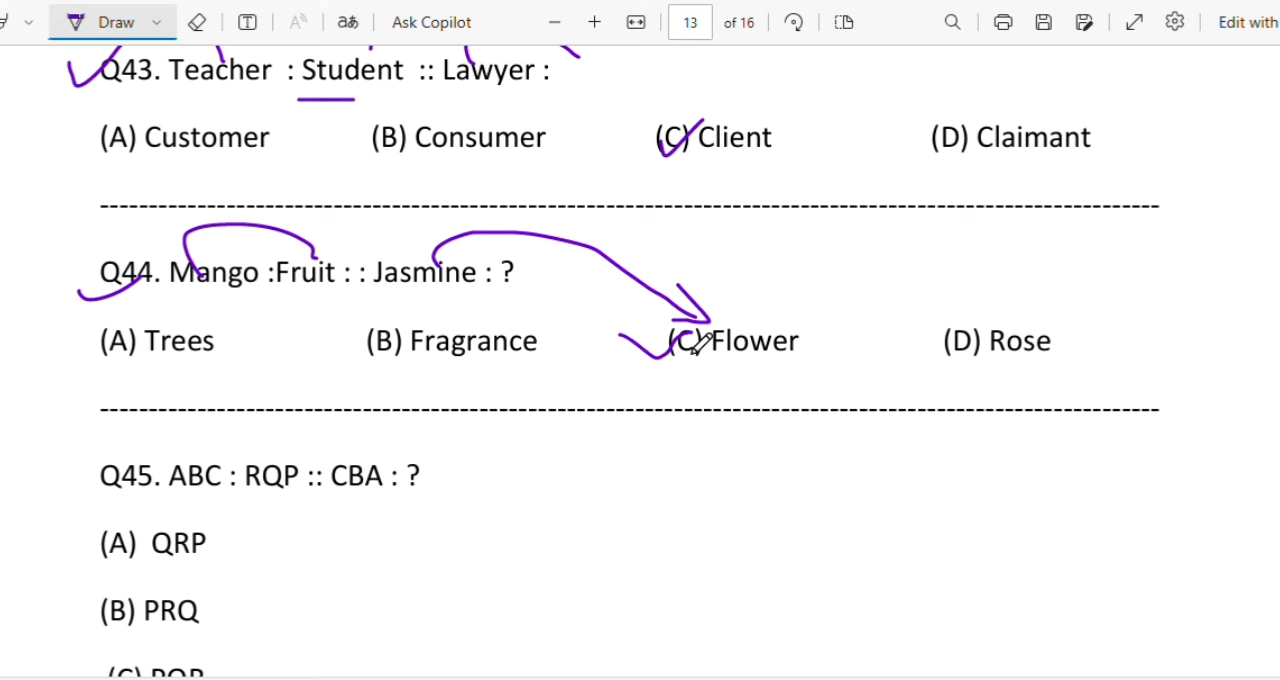 Draw
Ask Copilot
13 of 16
Edit with
Q43. Teacher : Student :: Lawyer :
(A) Customer (B) Consumer (C) Client (D) Claimant
Q44. Mango :Fruit : : Jasmine : ?
(A) Trees (B) Fragrance (C) Flower (D) Rose
Q45. ABC : RQP :: CBA : ?
(A) QRP
(B) PRQ